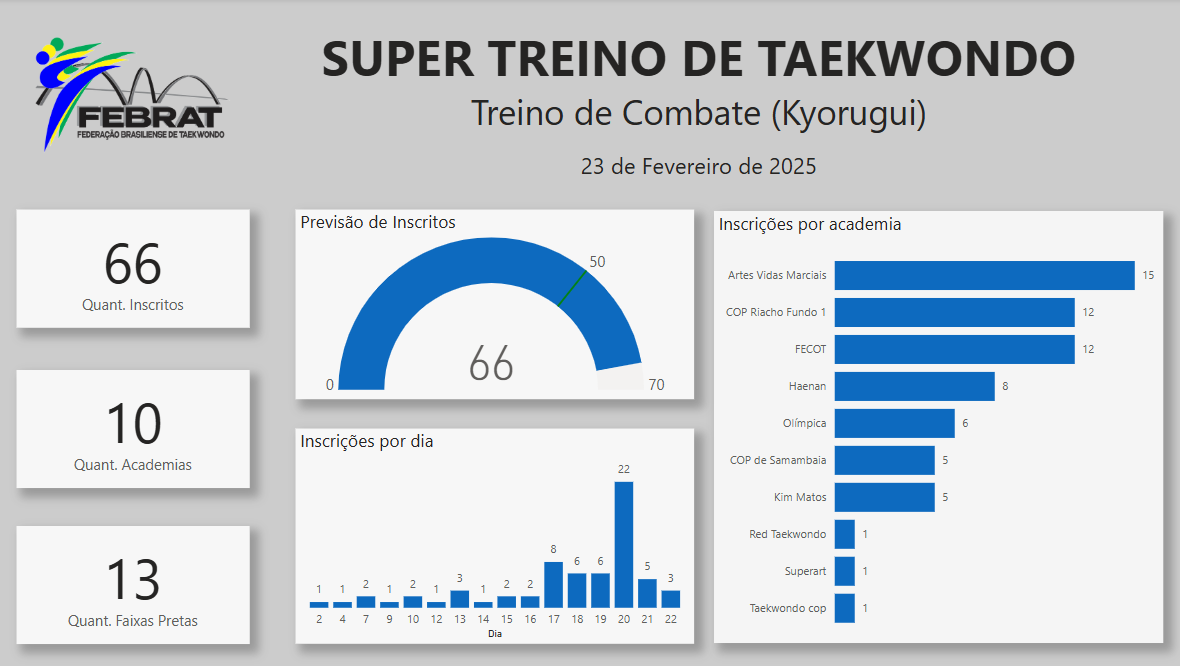 FEBRAT
FEDERAÇÃO BRASILIENSE DE TAEKWONDO
SUPER TREINO DE TAEKWONDO
Treino de Combate (Kyorugui)
23 de Fevereiro de 2025
66
Quant. Inscritos
10
Quant. Academias
13
Quant. Faixas Pretas
Previsão de Inscritos
50
66
0
70
Inscrições por dia
1 1 2 1 2 1 3 1 2 2 8 6 6 22 5 3
2 4 7 9 10 12 13 14 15 16 17 18 19 20 21 22
Dia
Inscrições por academia
Artes Vidas Marciais 15
COP Riacho Fundo 1 12
FECOT 12
Haenan 8
Olímpica 6
COP de Samambaia 5
Kim Matos 5
Red Taekwondo 1
Superart 1
Taekwondo cop 1